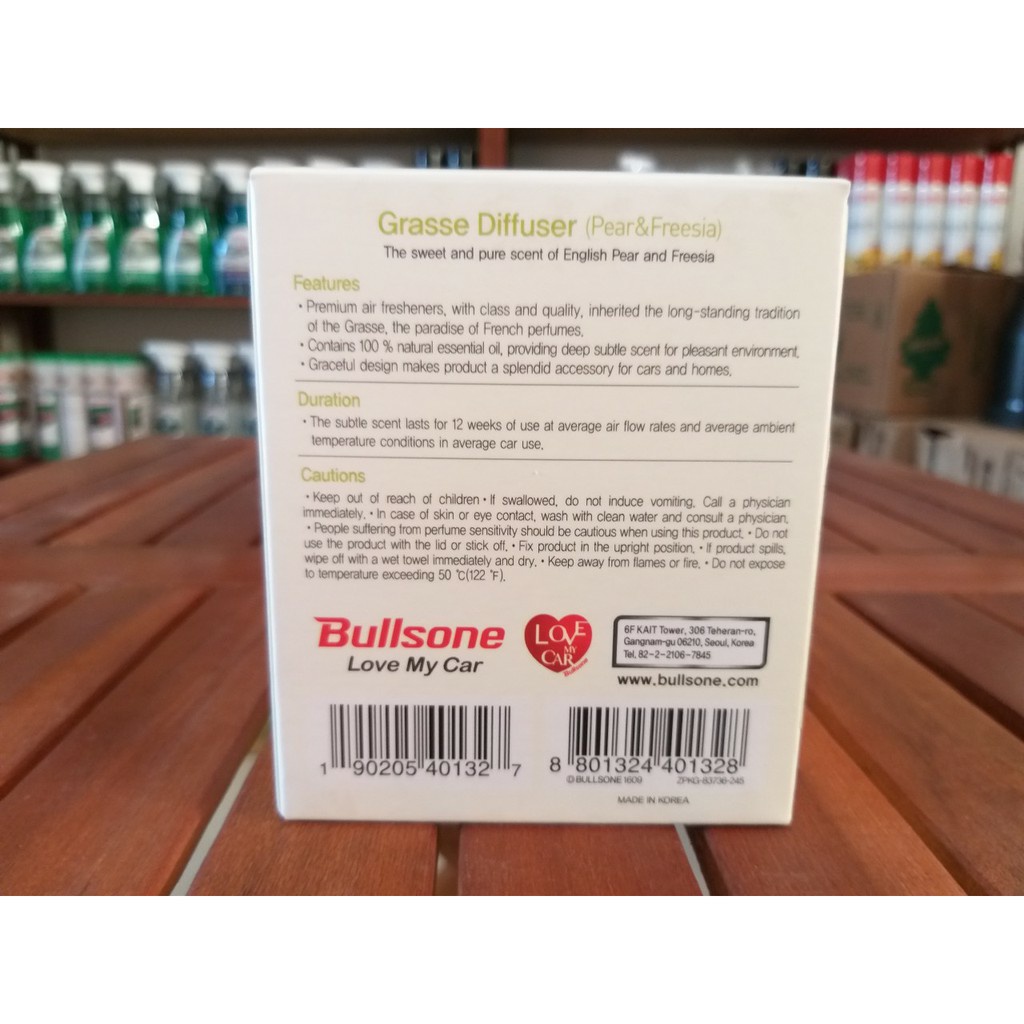 Grasse Diffuser (Pear&Freesia)
The sweet and pure scent of English Pear and Freesia
Features
• Premium air fresheners, with class and quality, inherited the long-standing tradition
of the Grasse, the paradise of French perfumes.
• Contains 100 % natural essential oil, providing deep subtle scent for pleasant environment.
• Graceful design makes product a splendid accessory for cars and homes.
Duration
• The subtle scent lasts for 12 weeks of use at average air flow rates and average ambient
temperature conditions in average car use.
Cautions
• Keep out of reach of children • If swallowed, do not induce vomiting. Call a physician
immediately. • In case of skin or eye contact, wash with clean water and consult a physician.
• People suffering from perfume sensitivity should be cautious when using this product. • Do not
use the product with the lid or stick off. • Fix product in the upright position. • If product spills,
wipe off with a wet towel immediately and dry. • Keep away from flames or fire. • Do not expose
to temperature exceeding 50 ℃(122 ℉).
Bullsone
Love My Car
LOVE
MY
CAR
Bullsone
6F KAIT Tower, 306 Teheran-ro,
Gangnam-gu 06210, Seoul, Korea
Tel. 82-2-2106-7845
www.bullsone.com
1 90205 40132 7
8 801324 401328
© BULLSONE 1609 ZPKG-83736-245
MADE IN KOREA